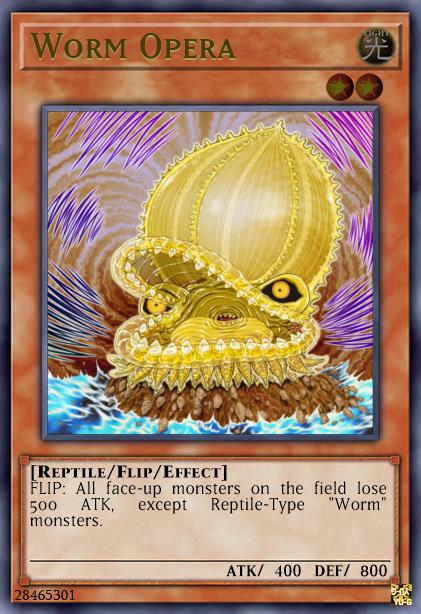 Worm Opera
LIGHT
光
[Reptile/Flip/Effect]
FLIP: All face-up monsters on the field lose
500 ATK, except Reptile-Type "Worm"
monsters.
ATK/ 400 DEF/ 800
28465301